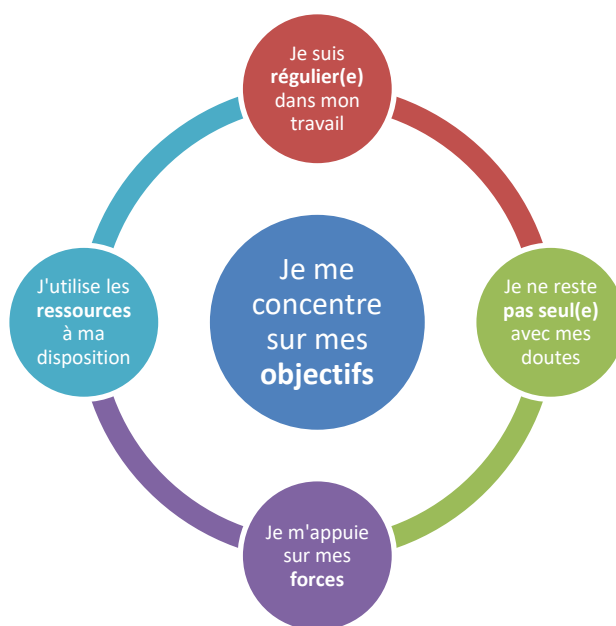 Je suis
régulier(e)
dans mon
travail
J'utilise les
ressources
à ma
disposition
Je me
concentre
sur mes
objectifs
Je ne reste
pas seul(e)
avec mes
doutes
Je m'appuie
sur mes
forces